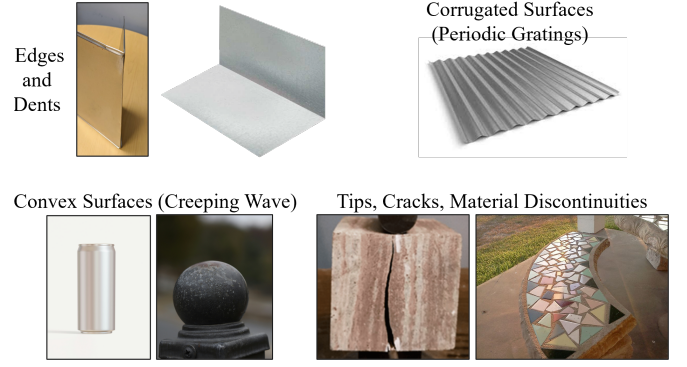 Edges
and
Dents
Corrugated Surfaces
(Periodic Gratings)
Convex Surfaces (Creeping Wave)
Tips, Cracks, Material Discontinuities